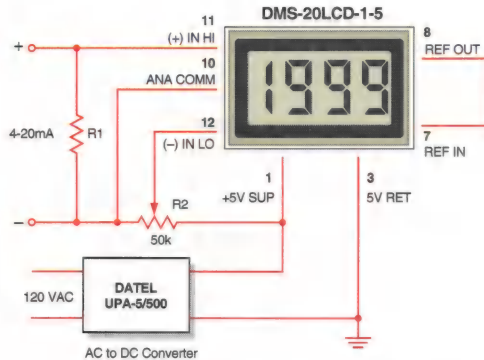 DMS-20LCD-1-5
11
(+) IN HI
10
ANA COMM
12
(–) IN LO
8
REF OUT
7
REF IN
1999
+
4-20mA
R1
–
R2
50k
1
+5V SUP
3
5V RET
120 VAC
DATEL
UPA-5/500
AC to DC Converter